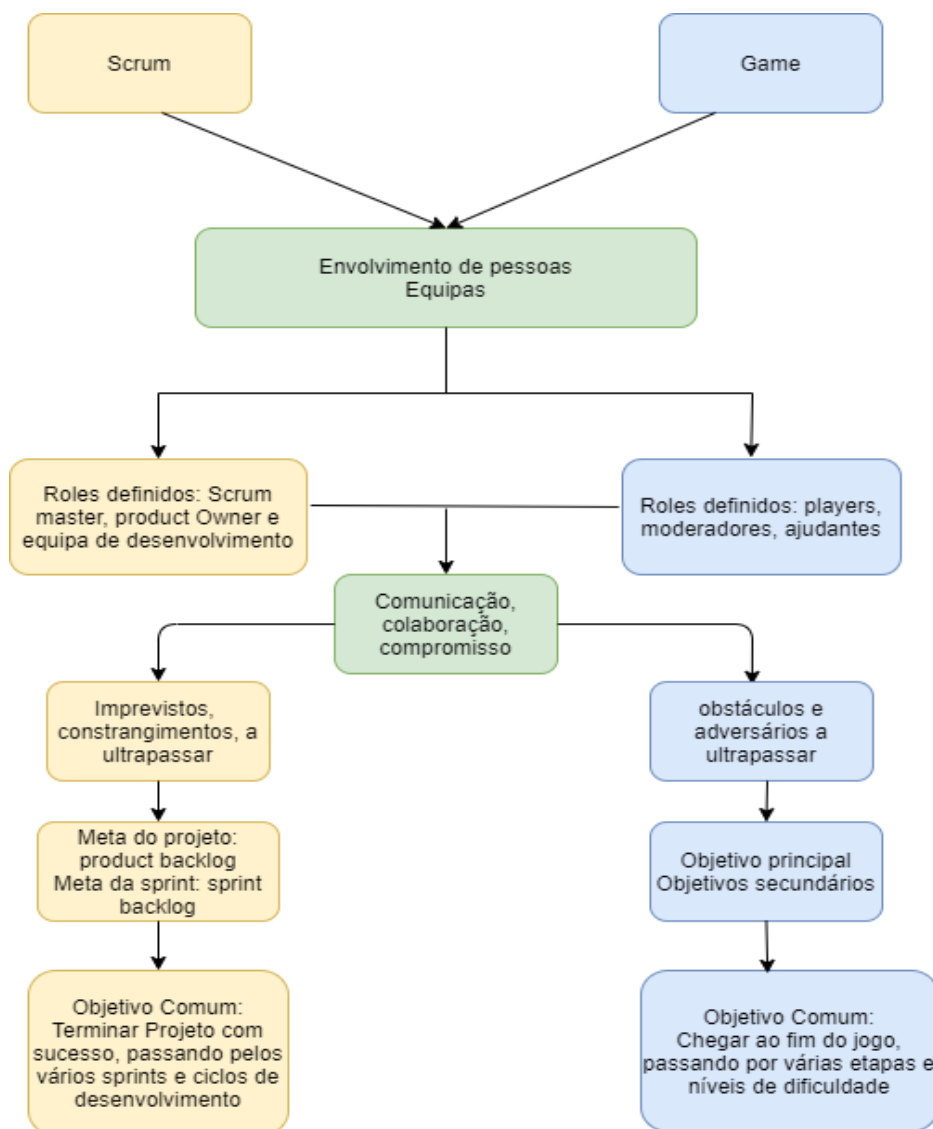 Scrum
Game
Envolvimento de pessoas
Equipas
Roles definidos: Scrum
master, product Owner e
equipa de desenvolvimento
Roles definidos: players,
moderadores, ajudantes
Comunicação,
colaboração,
compromisso
Imprevistos,
constrangimentos, a
ultrapassar
obstáculos e
adversários a
ultrapassar
Meta do projeto:
product backlog
Meta da sprint: sprint
backlog
Objetivo principal
Objetivos secundários
Objetivo Comum:
Terminar Projeto com
sucesso, passando pelos
vários sprints e ciclos de
desenvolvimento
Objetivo Comum:
Chegar ao fim do jogo,
passando por várias etapas e
níveis de dificuldade